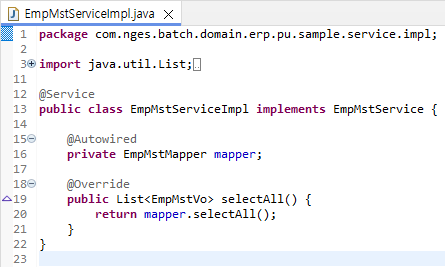 EmpMstServiceImpl.java
1 package com.nges.batch.domain.erp.pu.sample.service.impl;
2
3 import java.util.List;
11
12 @Service
13 public class EmpMstServiceImpl implements EmpMstService {
14
15 @Autowired
16 private EmpMstMapper mapper;
17
18 @Override
19 public List<EmpMstVo> selectAll() {
20 return mapper.selectAll();
21 }
22 }
23